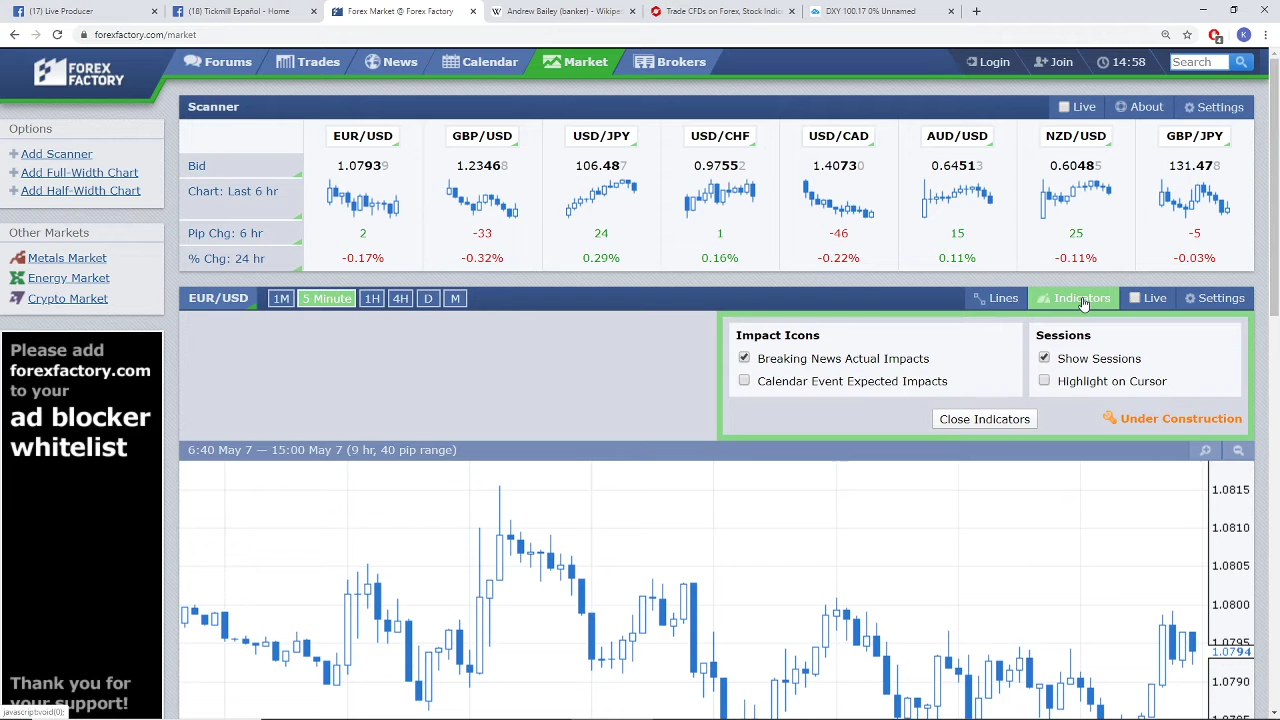 (17) Live Producer
(18) Tickmill Español - Home
Forex Market @ Forex Factory
Andrew Bailey (banker) - Wikipe
Trade CFDs on Forex, Stock Indic
DXY 100.17 0% Unnamed
forexfactory.com/market
K
FOREX FACTORY
Forums
Trades
News
Calendar
Market
Brokers
Login
Join
14:58
Search
Options
Add Scanner
Add Full-Width Chart
Add Half-Width Chart
Other Markets
Metals Market
Energy Market
Crypto Market
Please add
forexfactory.com
to your
ad blocker
whitelist
Thank you for
your support!
javascript:void(0);
Scanner
Live
About
Settings
EUR/USD GBP/USD USD/JPY USD/CHF USD/CAD AUD/USD NZD/USD GBP/JPY
Bid 1.07939 1.23468 106.487 0.97552 1.40730 0.64513 0.60485 131.478
Chart: Last 6 hr
Pip Chg: 6 hr 2 -33 24 1 -46 15 25 -5
% Chg: 24 hr -0.17% -0.32% 0.29% 0.16% -0.22% 0.11% -0.11% -0.03%
EUR/USD 1M 5 Minute 1H 4H D M
Lines
Indicators
Live
Settings
Impact Icons
Breaking News Actual Impacts
Calendar Event Expected Impacts
Sessions
Show Sessions
Highlight on Cursor
Close Indicators
Under Construction
6:40 May 7 — 15:00 May 7 (9 hr, 40 pip range)
1.0815
1.0810
1.0805
1.0800
1.0795
1.0794
1.0790
1.0785